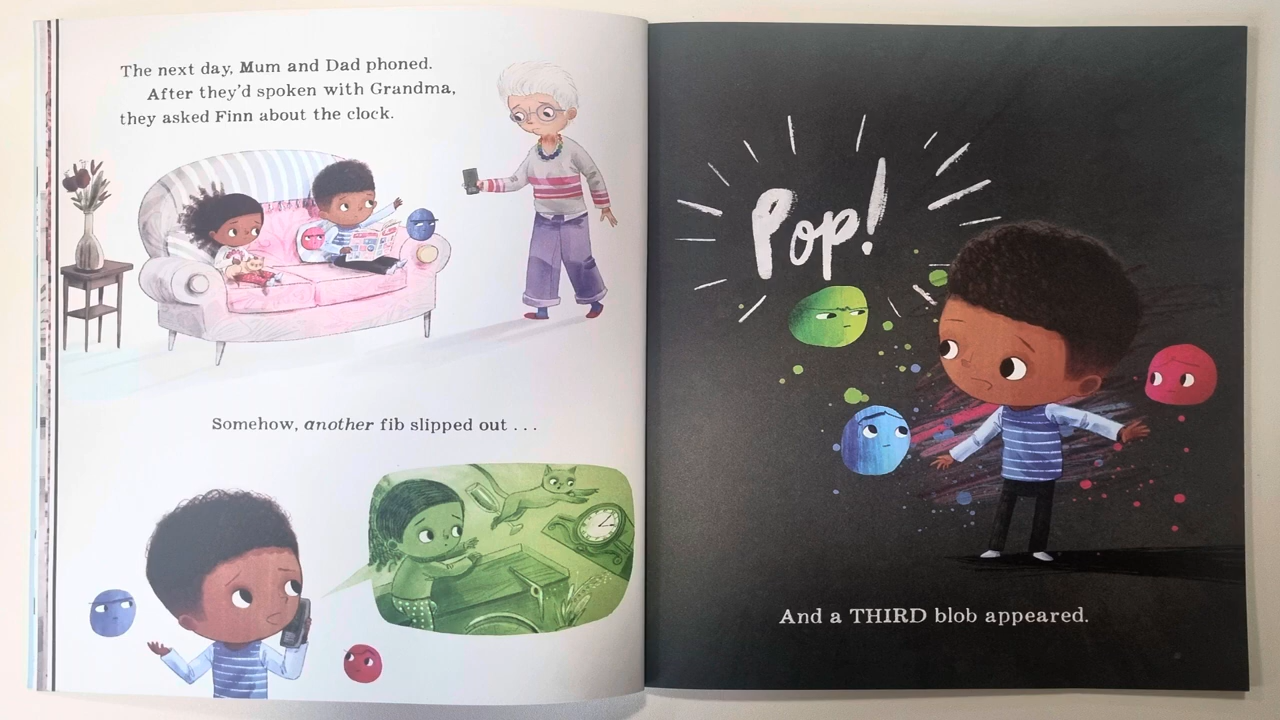 The next day, Mum and Dad phoned.
After they'd spoken with Grandma,
they asked Finn about the clock.
Somehow, another fib slipped out . . .
Pop!
And a THIRD blob appeared.